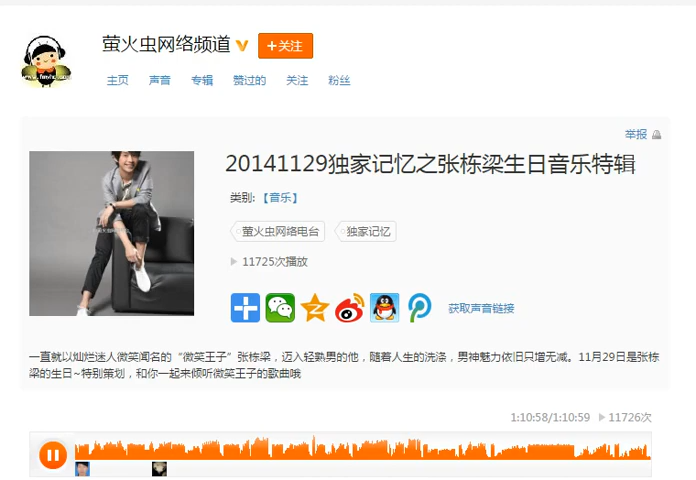 萤火虫网络频道
+关注
主页 声音 专辑 赞过的 关注 粉丝
举报
20141129独家记忆之张栋梁生日音乐特辑
类别: 【音乐】
萤火虫网络电台 独家记忆
11725次播放
获取声音链接
一直就以灿烂迷人微笑闻名的“微笑王子”张栋梁，迈入轻熟男的他，随着人生的洗涤，男神魅力依旧只增无减。11月29日是张栋
梁的生日~特别策划，和你一起来倾听微笑王子的歌曲哦
1:10:58/1:10:59 11726次